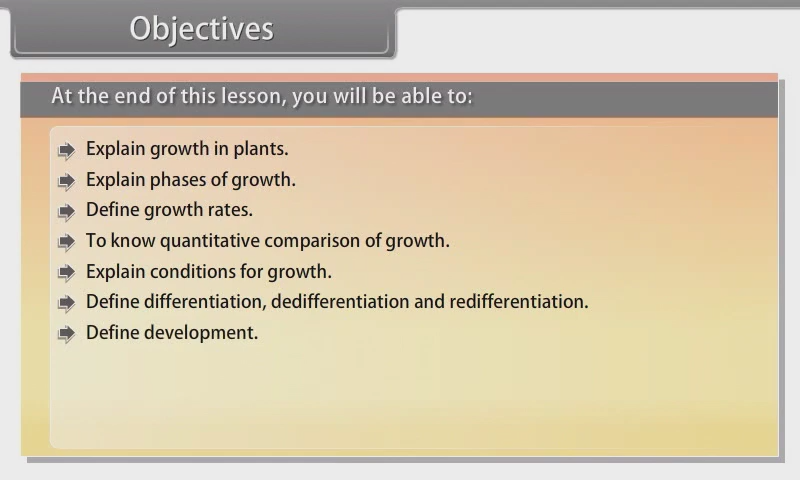 Objectives
At the end of this lesson, you will be able to:
Explain growth in plants.
Explain phases of growth.
Define growth rates.
To know quantitative comparison of growth.
Explain conditions for growth.
Define differentiation, dedifferentiation and redifferentiation.
Define development.